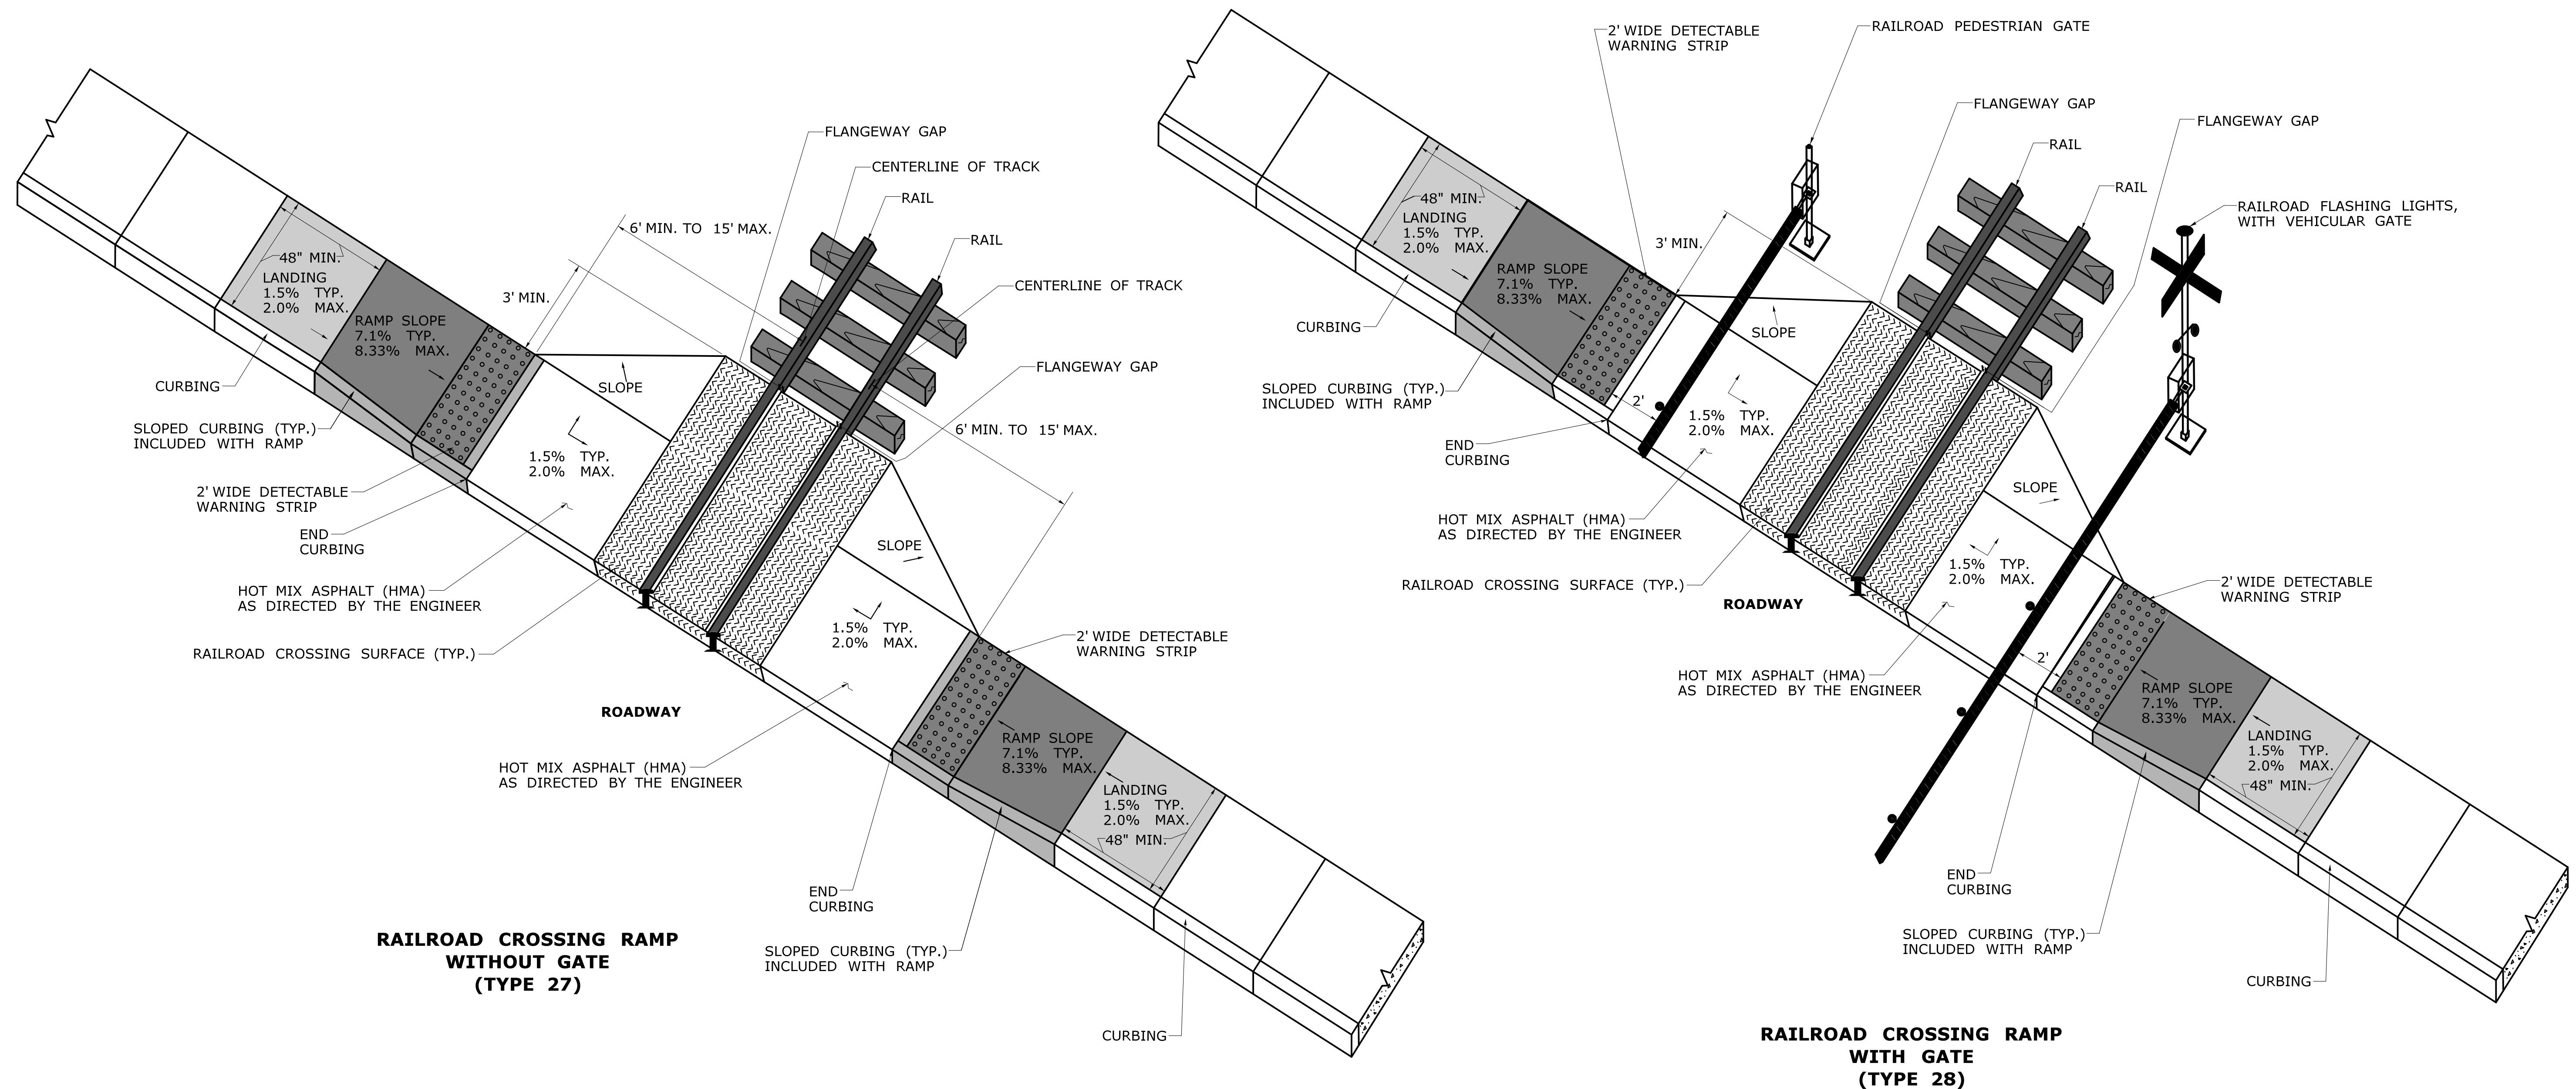 FLANGEWAY GAP
CENTERLINE OF TRACK
RAIL
6' MIN. TO 15' MAX.
RAIL
48" MIN.
LANDING
1.5% TYP.
2.0% MAX.
CENTERLINE OF TRACK
3' MIN.
RAMP SLOPE
7.1% TYP.
8.33% MAX.
FLANGEWAY GAP
CURBING
SLOPE
SLOPED CURBING (TYP.)
INCLUDED WITH RAMP
6' MIN. TO 15' MAX.
1.5% TYP.
2.0% MAX.
2' WIDE DETECTABLE
WARNING STRIP
END
CURBING
SLOPE
HOT MIX ASPHALT (HMA)
AS DIRECTED BY THE ENGINEER
1.5% TYP.
2.0% MAX.
2' WIDE DETECTABLE
WARNING STRIP
RAILROAD CROSSING SURFACE (TYP.)
ROADWAY
RAMP SLOPE
7.1% TYP.
8.33% MAX.
HOT MIX ASPHALT (HMA)
AS DIRECTED BY THE ENGINEER
LANDING
1.5% TYP.
2.0% MAX.
48" MIN.
END
CURBING
SLOPED CURBING (TYP.)
INCLUDED WITH RAMP
CURBING
RAILROAD CROSSING RAMP
WITHOUT GATE
(TYPE 27)
2' WIDE DETECTABLE
WARNING STRIP
RAILROAD PEDESTRIAN GATE
FLANGEWAY GAP
FLANGEWAY GAP
RAIL
RAIL
48" MIN.
LANDING
1.5% TYP.
2.0% MAX.
RAILROAD FLASHING LIGHTS,
WITH VEHICULAR GATE
3' MIN.
RAMP SLOPE
7.1% TYP.
8.33% MAX.
CURBING
SLOPE
SLOPED CURBING (TYP.)
INCLUDED WITH RAMP
2'
1.5% TYP.
2.0% MAX.
END
CURBING
SLOPE
HOT MIX ASPHALT (HMA)
AS DIRECTED BY THE ENGINEER
1.5% TYP.
2.0% MAX.
RAILROAD CROSSING SURFACE (TYP.)
2' WIDE DETECTABLE
WARNING STRIP
ROADWAY
2'
HOT MIX ASPHALT (HMA)
AS DIRECTED BY THE ENGINEER
RAMP SLOPE
7.1% TYP.
8.33% MAX.
LANDING
1.5% TYP.
2.0% MAX.
48" MIN.
END
CURBING
SLOPED CURBING (TYP.)
INCLUDED WITH RAMP
CURBING
RAILROAD CROSSING RAMP
WITH GATE
(TYPE 28)